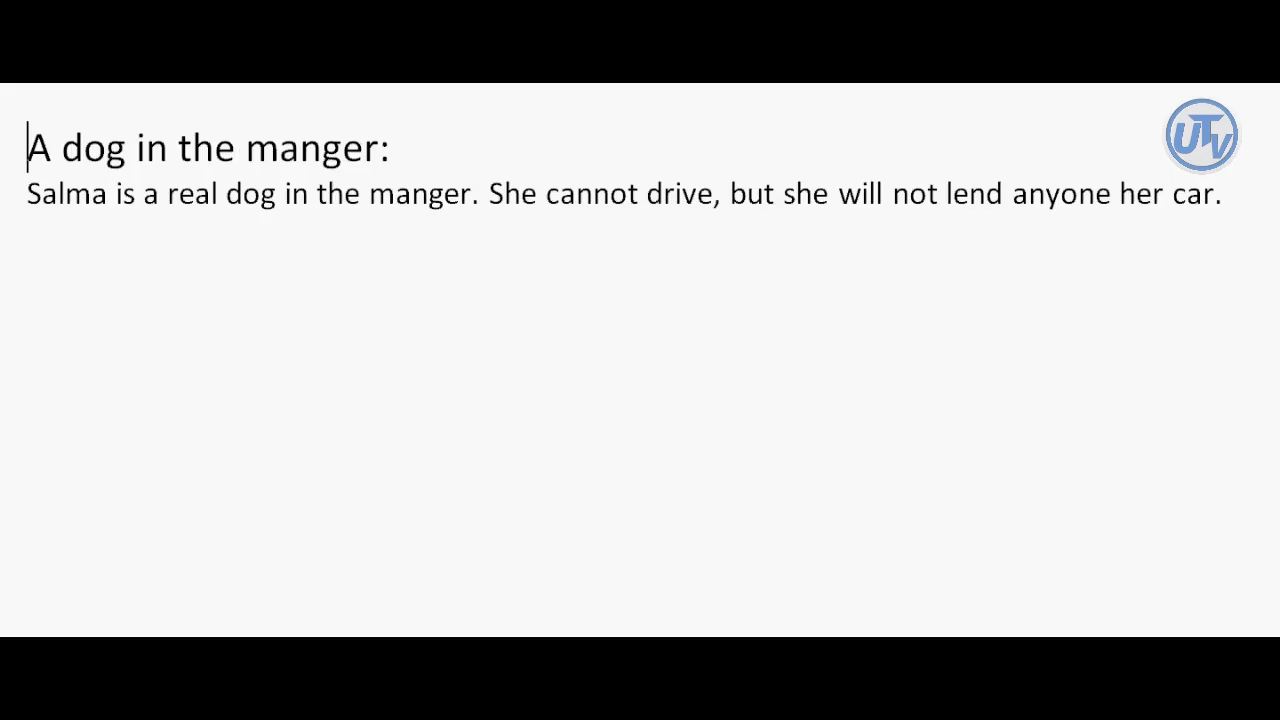 A dog in the manger:
Salma is a real dog in the manger. She cannot drive, but she will not lend anyone her car.
UTV